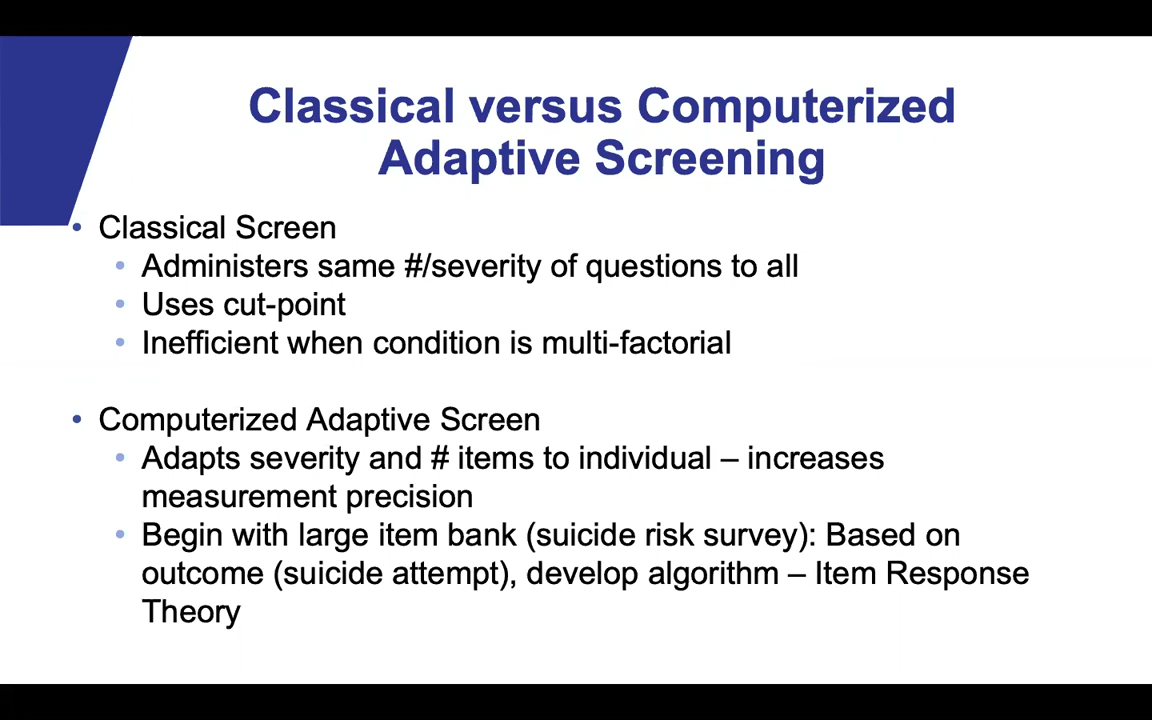 Classical versus Computerized
Adaptive Screening
• Classical Screen
• Administers same #/severity of questions to all
• Uses cut-point
• Inefficient when condition is multi-factorial
• Computerized Adaptive Screen
• Adapts severity and # items to individual – increases
measurement precision
• Begin with large item bank (suicide risk survey): Based on
outcome (suicide attempt), develop algorithm – Item Response
Theory